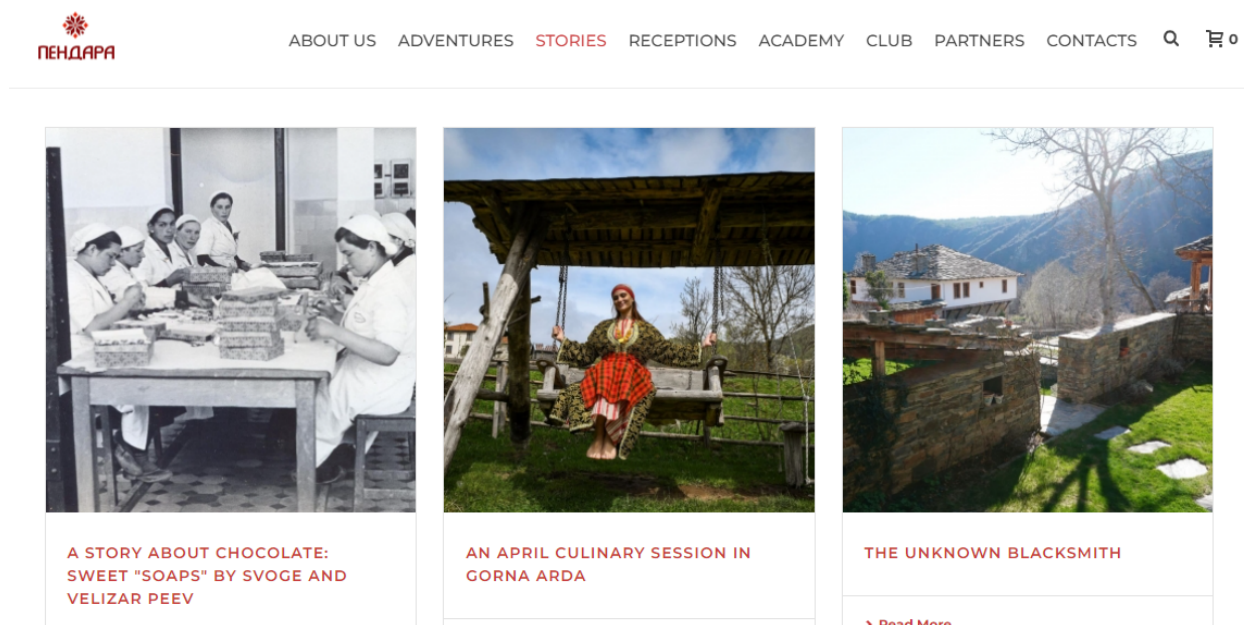 ПЕНДАРА
ABOUT US ADVENTURES STORIES RECEPTIONS ACADEMY CLUB PARTNERS CONTACTS 0
A STORY ABOUT CHOCOLATE:
SWEET "SOAPS" BY SVOGE AND
VELIZAR PEEV
AN APRIL CULINARY SESSION IN
GORNA ARDA
THE UNKNOWN BLACKSMITH
Read More